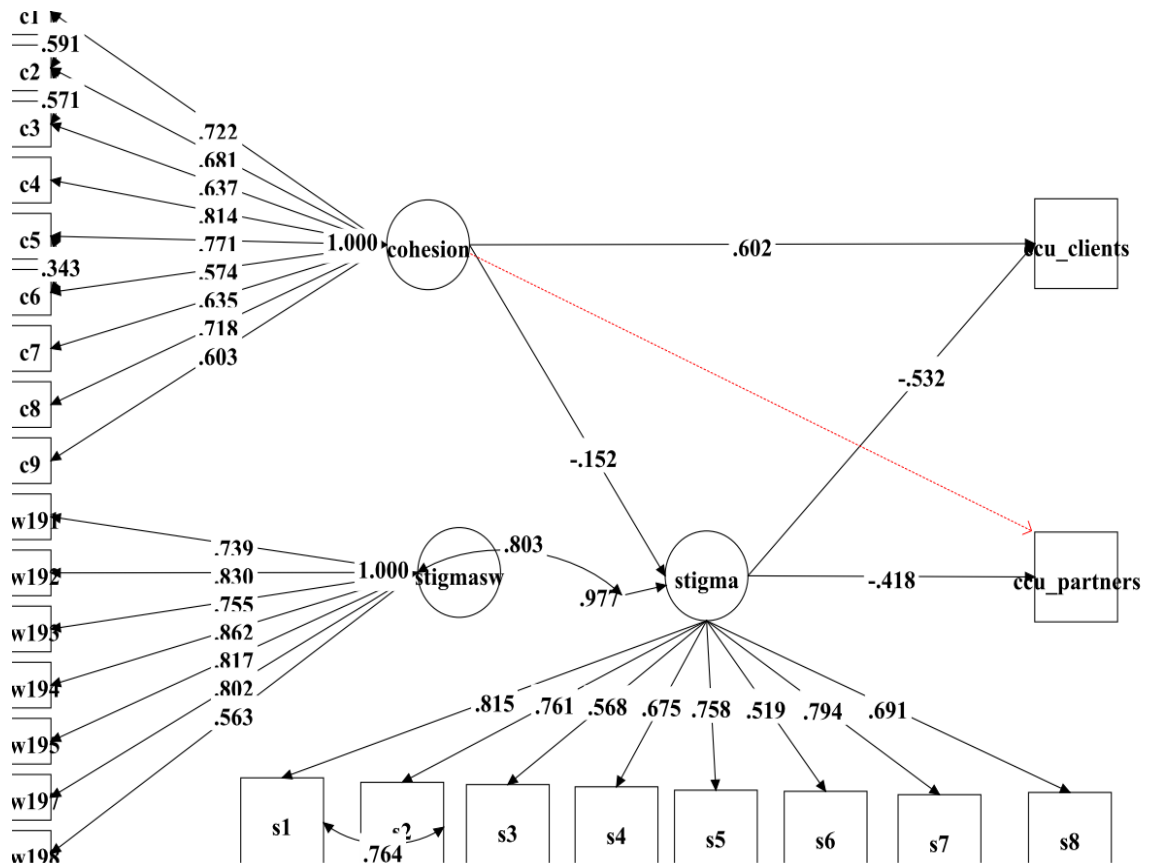 c1
.591
c2
.571
c3
c4
c5
.343
c6
c7
c8
c9
w191
w192
w193
w194
w195
w197
w198
.722
.681
.637
.814
.771
.574
.635
.718
.603
1.000
cohesion
.602
ccu_clients
-.532
-.152
.739
.830
.755
.862
.817
.802
.563
1.000
stigmasw
.803
.977
stigma
-.418
ccu_partners
.815 .761 .568 .675 .758 .519 .794 .691
s1 s2 s3 s4 s5 s6 s7 s8
.764